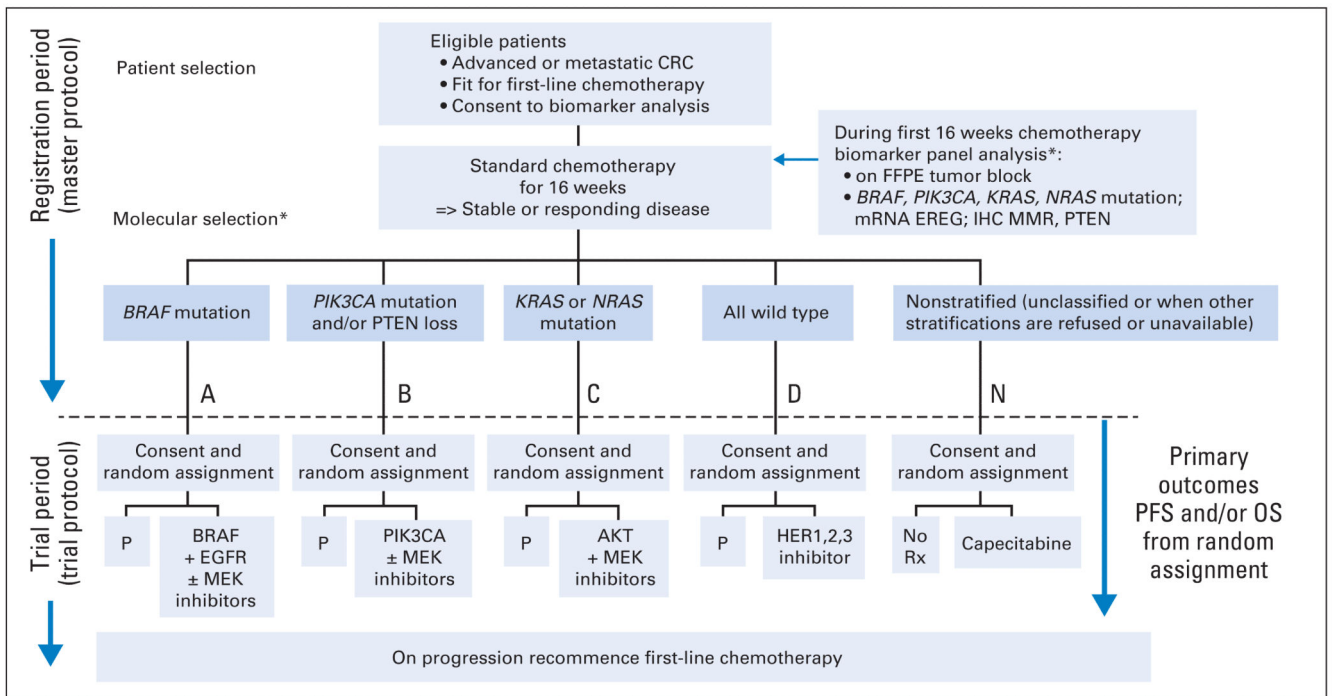 Registration period
(master protocol)
Patient selection
Eligible patients
• Advanced or metastatic CRC
• Fit for first-line chemotherapy
• Consent to biomarker analysis
Standard chemotherapy
for 16 weeks
=> Stable or responding disease
During first 16 weeks chemotherapy
biomarker panel analysis*:
• on FFPE tumor block
• BRAF, PIK3CA, KRAS, NRAS mutation;
mRNA EREG; IHC MMR, PTEN
Molecular selection*
BRAF mutation
PIK3CA mutation
and/or PTEN loss
KRAS or NRAS
mutation
All wild type
Nonstratified (unclassified or when other
stratifications are refused or unavailable)
A
B
C
D
N
Trial period
(trial protocol)
Consent and
random assignment
Consent and
random assignment
Consent and
random assignment
Consent and
random assignment
Consent and
random assignment
P
BRAF
+ EGFR
± MEK
inhibitors
P
PIK3CA
± MEK
inhibitors
P
AKT
+ MEK
inhibitors
P
HER1,2,3
inhibitor
No
Rx
Capecitabine
Primary
outcomes
PFS and/or OS
from random
assignment
On progression recommence first-line chemotherapy